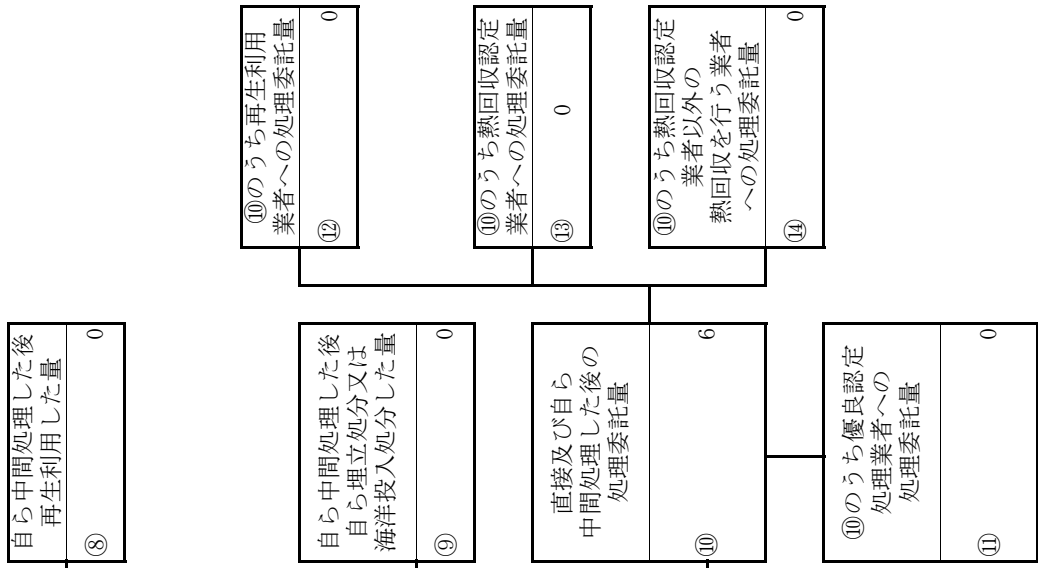 自ら中間処理した後
再生利用した量
⑧ 0
自ら中間処理した後
自ら埋立処分又は
海洋投入処分した量
⑨ 0
直接及び自ら
中間処理した後の
処理委託量
⑩ 6
⑩のうち優良認定
処理業者への
処理委託量
⑪ 0
⑩のうち再生利用
業者への処理委託量
⑫ 0
⑩のうち熱回収認定
業者への処理委託量
⑬ 0
⑩のうち熱回収認定
業者以外の
熱回収を行う業者
への処理委託量
⑭ 0